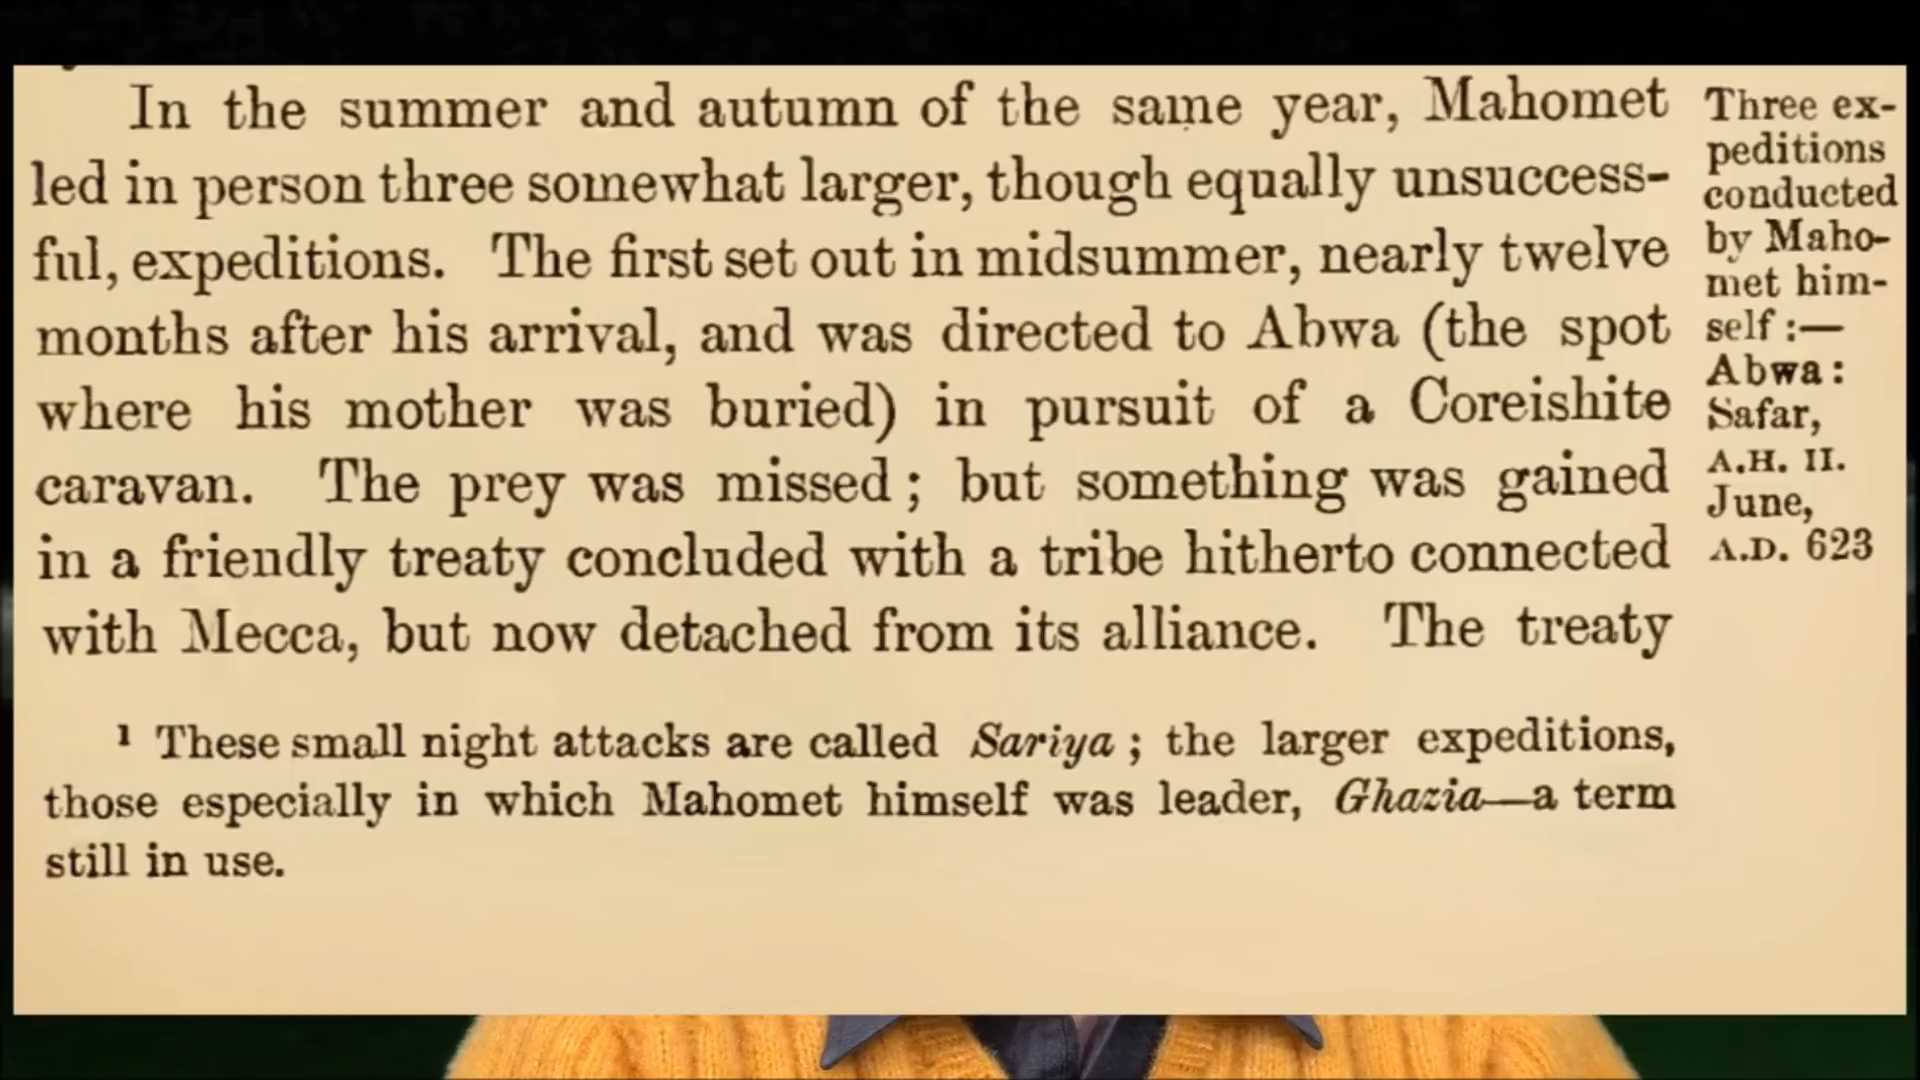 In the summer and autumn of the same year, Mahomet
led in person three somewhat larger, though equally unsuccess-
ful, expeditions. The first set out in midsummer, nearly twelve
months after his arrival, and was directed to Abwa (the spot
where his mother was buried) in pursuit of a Coreishite
caravan. The prey was missed; but something was gained
in a friendly treaty concluded with a tribe hitherto connected
with Mecca, but now detached from its alliance. The treaty
Three ex-
peditions
conducted
by Maho-
met him-
self :—
Abwa:
Safar,
A.H. II.
June,
A.D. 623
¹ These small night attacks are called Sariya; the larger expeditions,
those especially in which Mahomet himself was leader, Ghazia—a term
still in use.